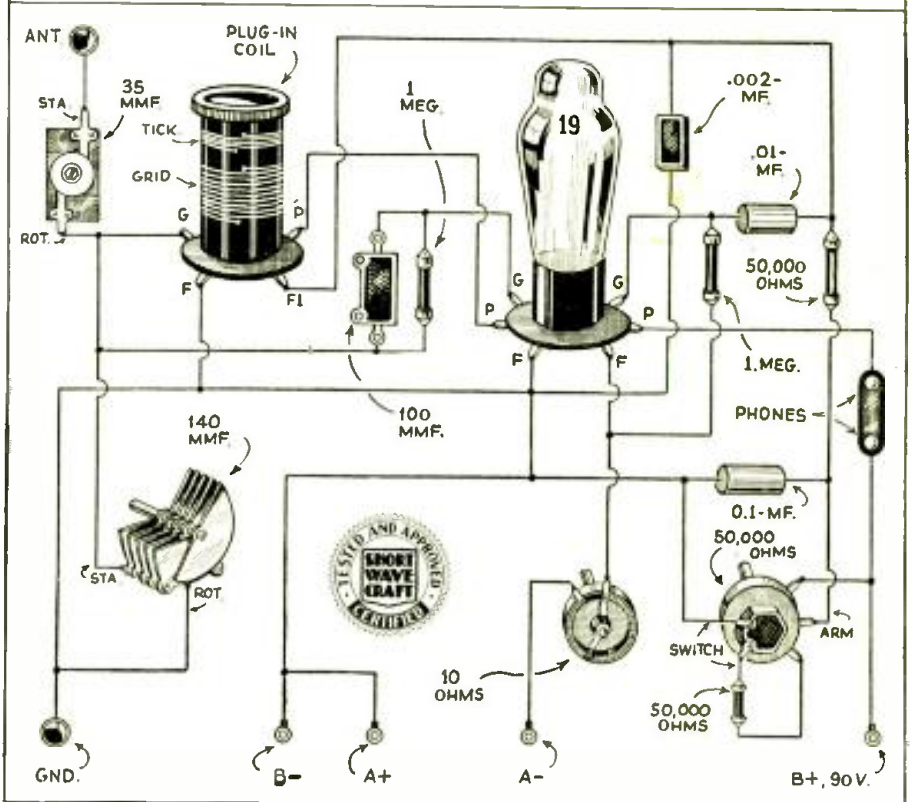 ANT
PLUG-IN
COIL
STA.
35
MMF.
TICK
GRID
G
P
ROT.
F
F1
1
MEG.
100
MMF.
19
G
G
P
P
F
F
.002-
MF.
.01-
MF.
50,000
OHMS
1.MEG.
PHONES
140
MMF.
STA
ROT.
TESTED AND APPROVED
SHORT
WAVE
CRAFT
CERTIFIED
10
OHMS
0.1-MF.
50,000
OHMS
ARM
SWITCH
50,000
OHMS
GND.
B-
A+
A-
B+, 90V.